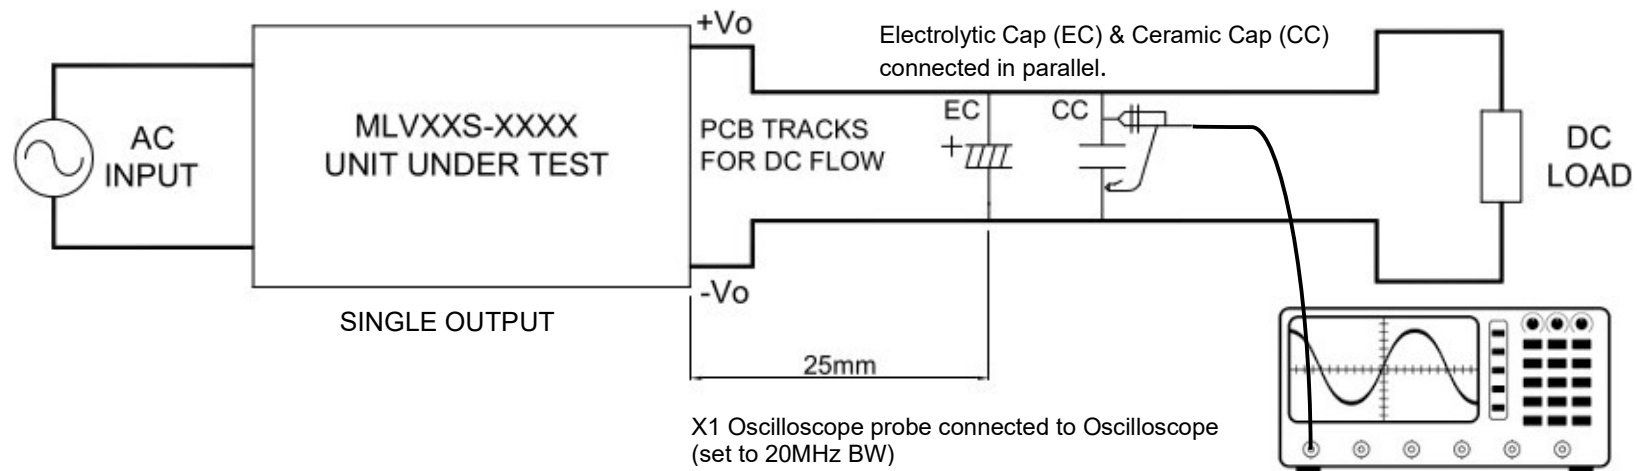 +Vo
Electrolytic Cap (EC) & Ceramic Cap (CC)
connected in parallel.
EC
CC
AC
INPUT
MLVXXS-XXXX
UNIT UNDER TEST
PCB TRACKS
FOR DC FLOW
+
DC
LOAD
-Vo
SINGLE OUTPUT
25mm
X1 Oscilloscope probe connected to Oscilloscope
(set to 20MHz BW)